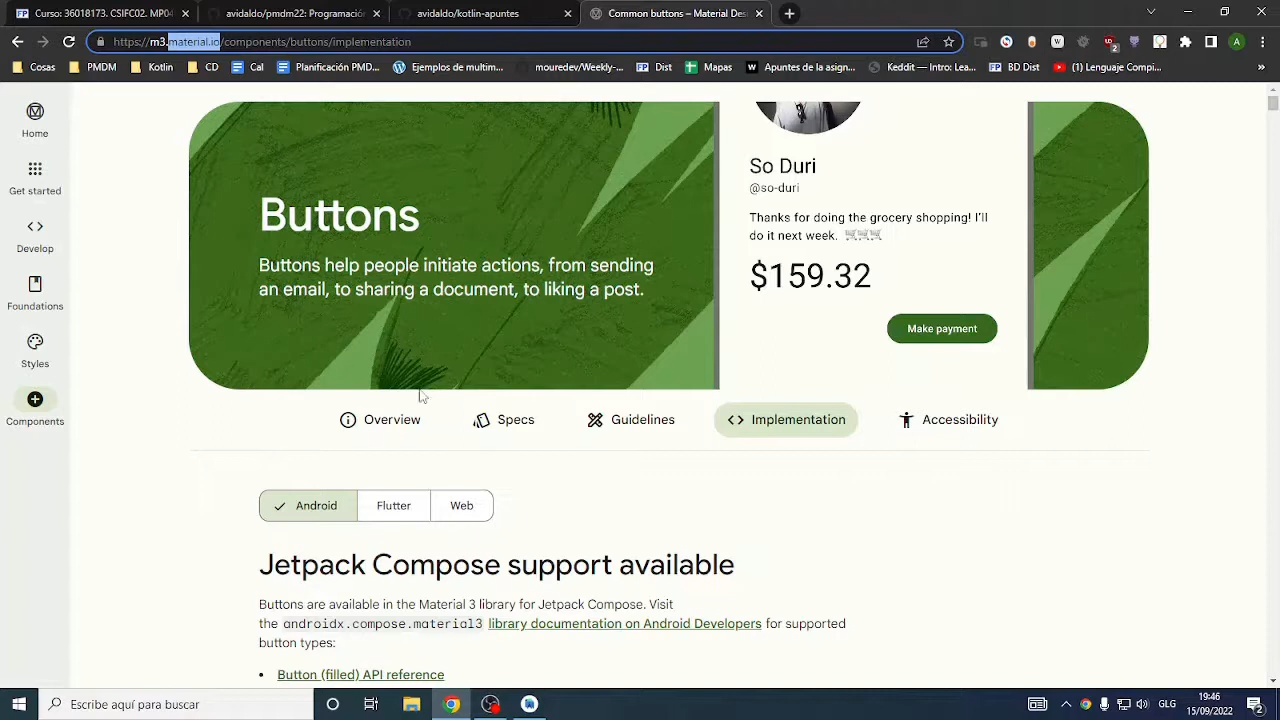 Curso: 36018173. CSIFC02. MP04
avidaldo/pmdm22: Programación
avidaldo/kotlin-apuntes
Common buttons – Material Des
https://m3.material.io/components/buttons/implementation
A
Cosas
PMDM
Kotlin
CD
Cal
Planificación PMD...
Ejemplos de multim...
mouredev/Weekly-...
Dist
Mapas
Apuntes de la asign...
Keddit — Intro: Lea...
BD Dist
(1) Lenguaje Compi...
»
Home
Get started
Develop
Foundations
Styles
Components
Buttons
Buttons help people initiate actions, from sending
an email, to sharing a document, to liking a post.
So Duri
@so-duri
Thanks for doing the grocery shopping! I'll
do it next week.
$159.32
Make payment
Overview
Specs
Guidelines
Implementation
Accessibility
Android
Flutter
Web
Jetpack Compose support available
Buttons are available in the Material 3 library for Jetpack Compose. Visit
the androidx.compose.material3 library documentation on Android Developers for supported
button types:
• Button (filled) API reference
Escribe aquí para buscar
GLG
19:46
15/09/2022
2